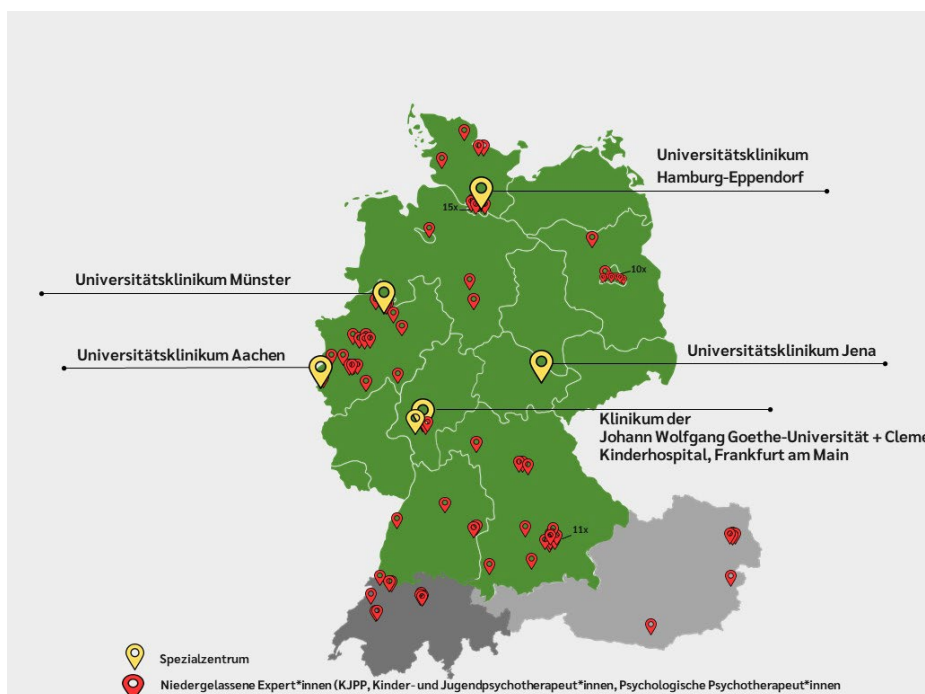 Universitätsklinikum
Hamburg-Eppendorf
15x
10x
Universitätsklinikum Münster
Universitätsklinikum Aachen
Universitätsklinikum Jena
Klinikum der
Johann Wolfgang Goethe-Universität + Cleme
Kinderhospital, Frankfurt am Main
11x
Spezialzentrum
Niedergelassene Expert*innen (KJPP, Kinder- und Jugendpsychotherapeut*innen, Psychologische Psychotherapeut*innen